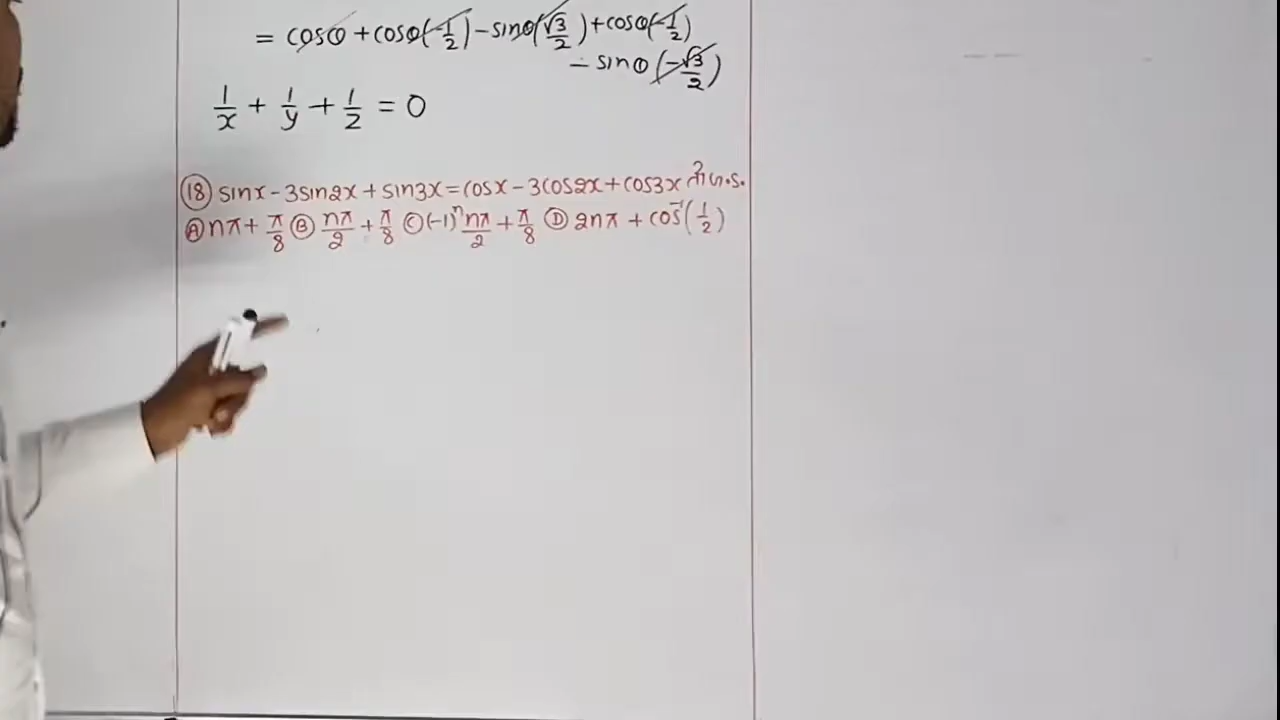 = cosθ + cosθ(-1/2) - sinθ(√3/2) + cosθ(-1/2)
- sinθ(-√3/2)
1/x + 1/y + 1/z = 0
(18) sinx - 3sin2x + sin3x = cosx - 3cos2x + cos3x નો ઉ.ગ.
(A) nπ + π/8 (B) nπ/2 + π/8 (C) (-1)ⁿ nπ/2 + π/8 (D) 2nπ + cos⁻¹(1/2)